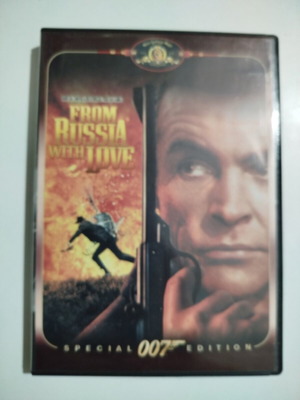 FROM
RUSSIA
WITH LOVE
SPECIAL 007 EDITION